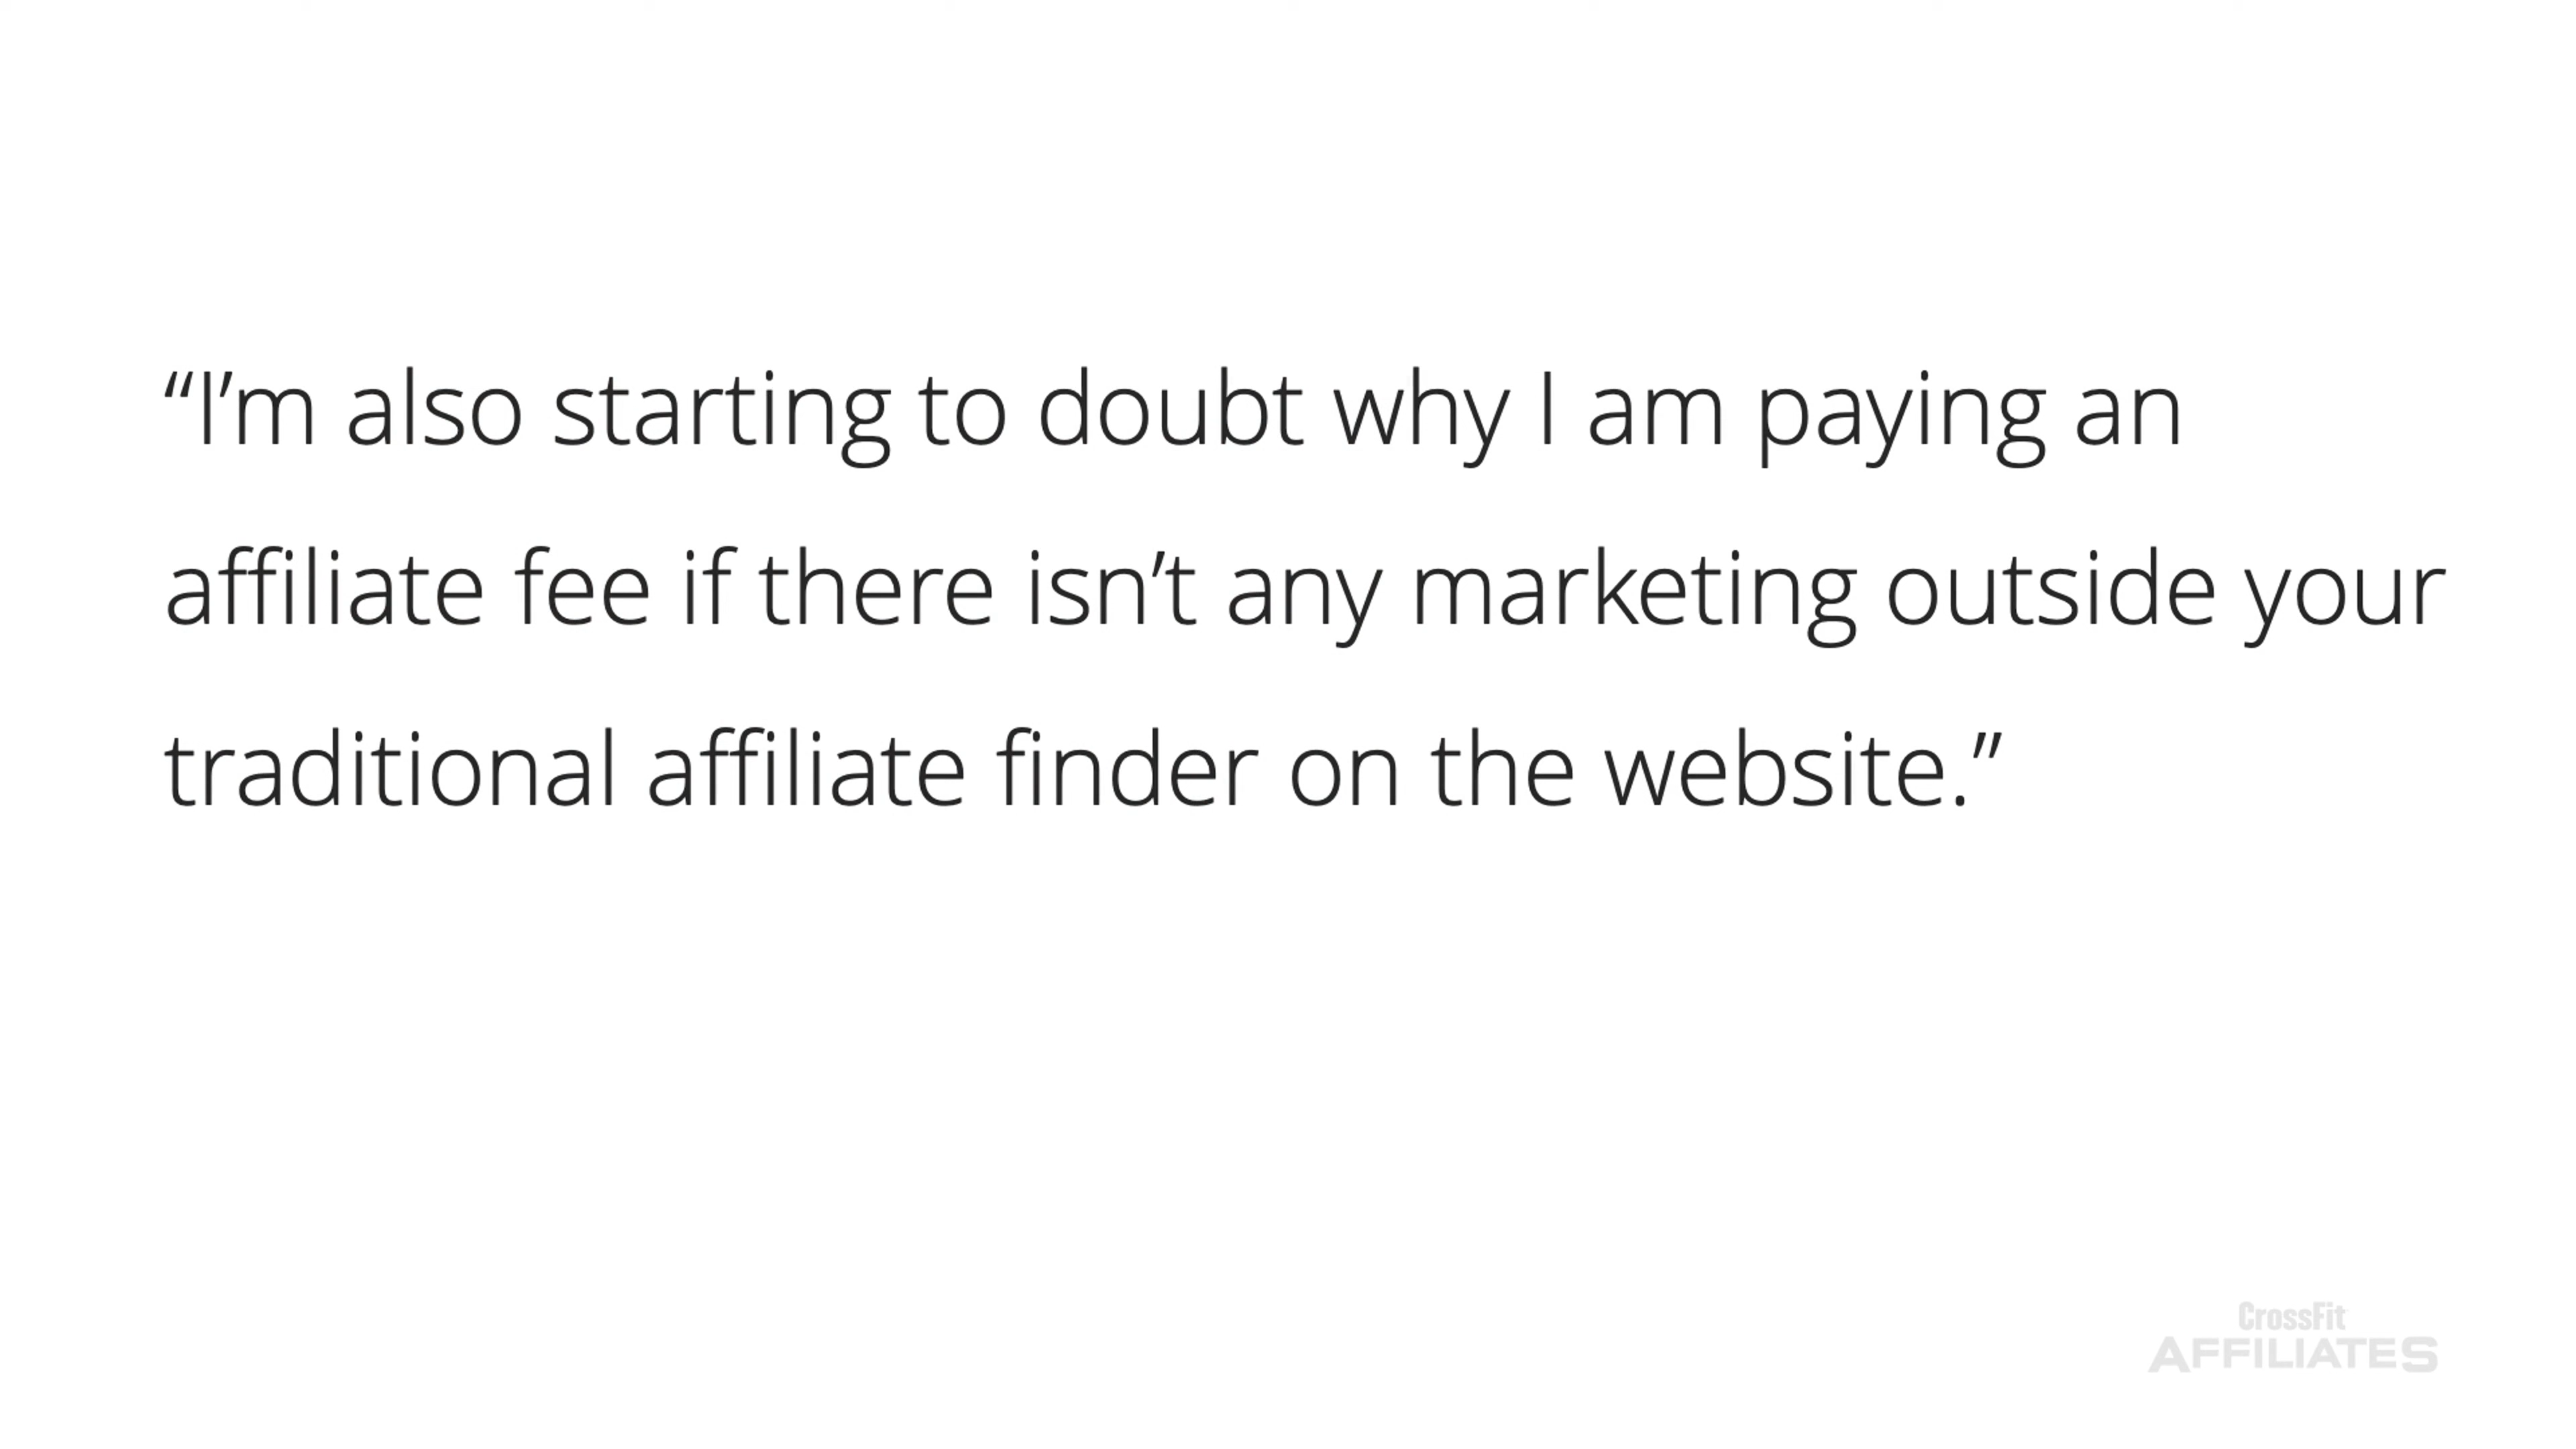 “I’m also starting to doubt why I am paying an
affiliate fee if there isn’t any marketing outside your
traditional affiliate finder on the website.”
CrossFit
AFFILIATES